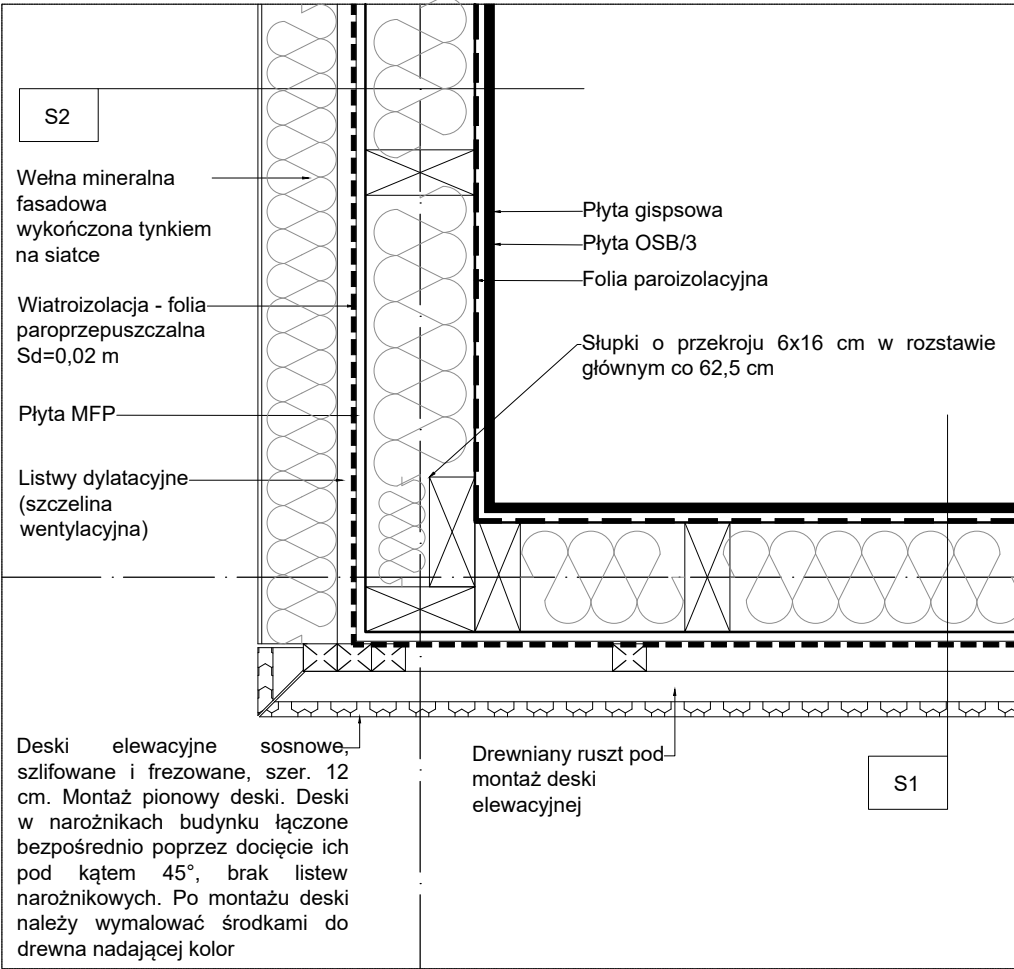 S2
Wełna mineralna
fasadowa
wykończona tynkiem
na siatce
Wiatroizolacja - folia
paroprzepuszczalna
Sd=0,02 m
Płyta MFP
Listwy dylatacyjne
(szczelina
wentylacyjna)
Płyta gispsowa
Płyta OSB/3
Folia paroizolacyjna
Słupki o przekroju 6x16 cm w rozstawie
głównym co 62,5 cm
Deski elewacyjne sosnowe,
szlifowane i frezowane, szer. 12
cm. Montaż pionowy deski. Deski
w narożnikach budynku łączone
bezpośrednio poprzez docięcie ich
pod kątem 45°, brak listew
narożnikowych. Po montażu deski
należy wymalować środkami do
drewna nadającej kolor
Drewniany ruszt pod
montaż deski
elewacyjnej
S1